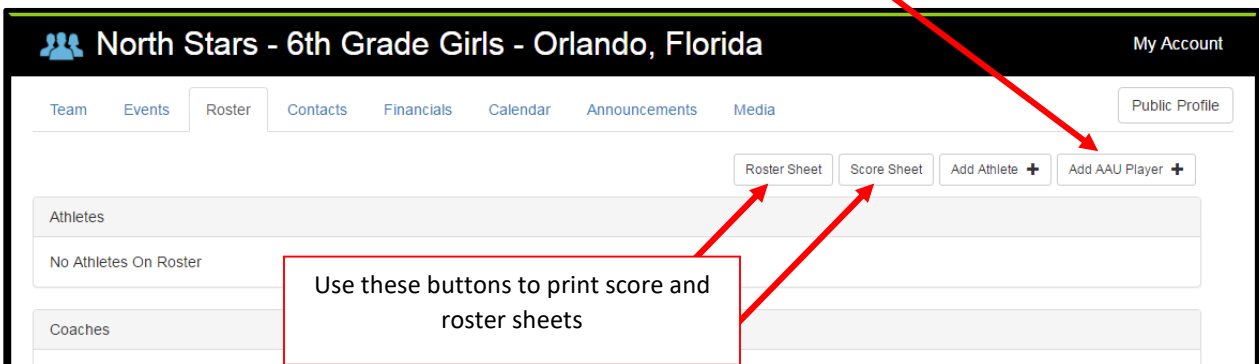 North Stars - 6th Grade Girls - Orlando, Florida
My Account
Team Events Roster Contacts Financials Calendar Announcements Media
Public Profile
Roster Sheet Score Sheet Add Athlete + Add AAU Player +
Athletes
No Athletes On Roster
Use these buttons to print score and
roster sheets
Coaches